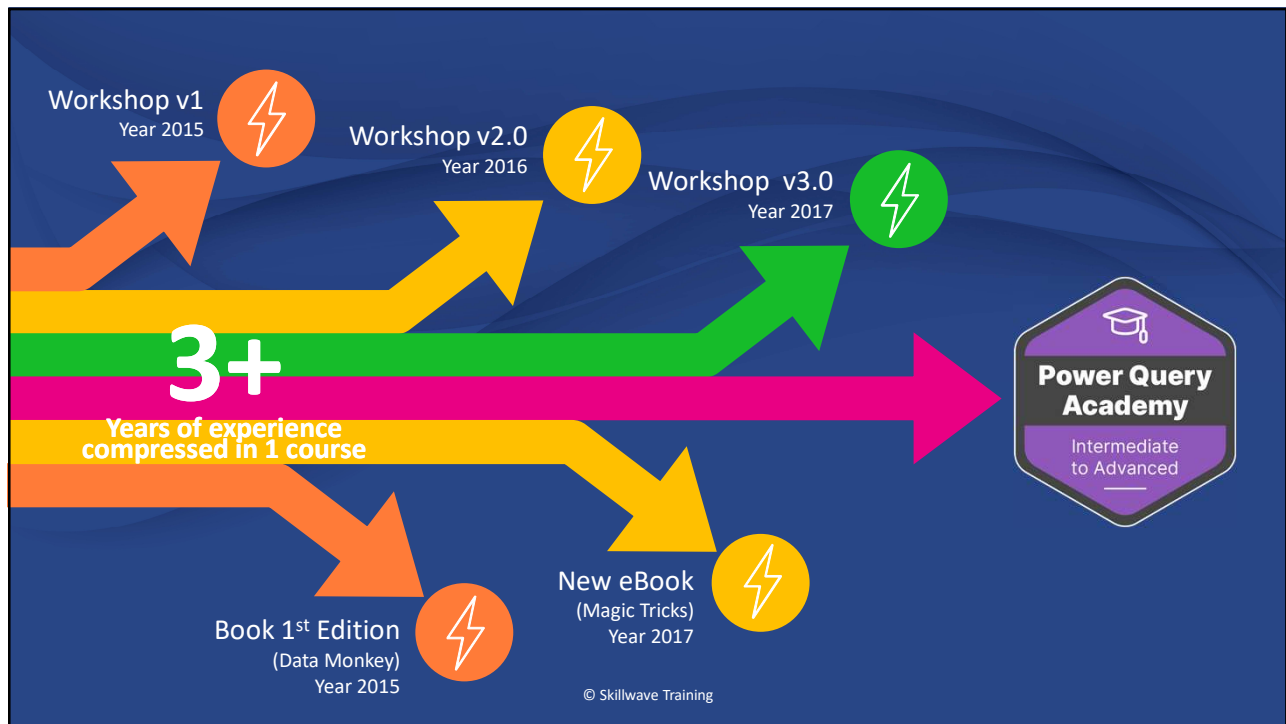 Workshop v1
Year 2015
Workshop v2.0
Year 2016
Workshop  v3.0
Year 2017
3+
Years of experience
compressed in 1 course
Power Query
Academy
Intermediate
to Advanced
New eBook
(Magic Tricks)
Year 2017
Book 1st Edition
(Data Monkey)
Year 2015
© Skillwave Training